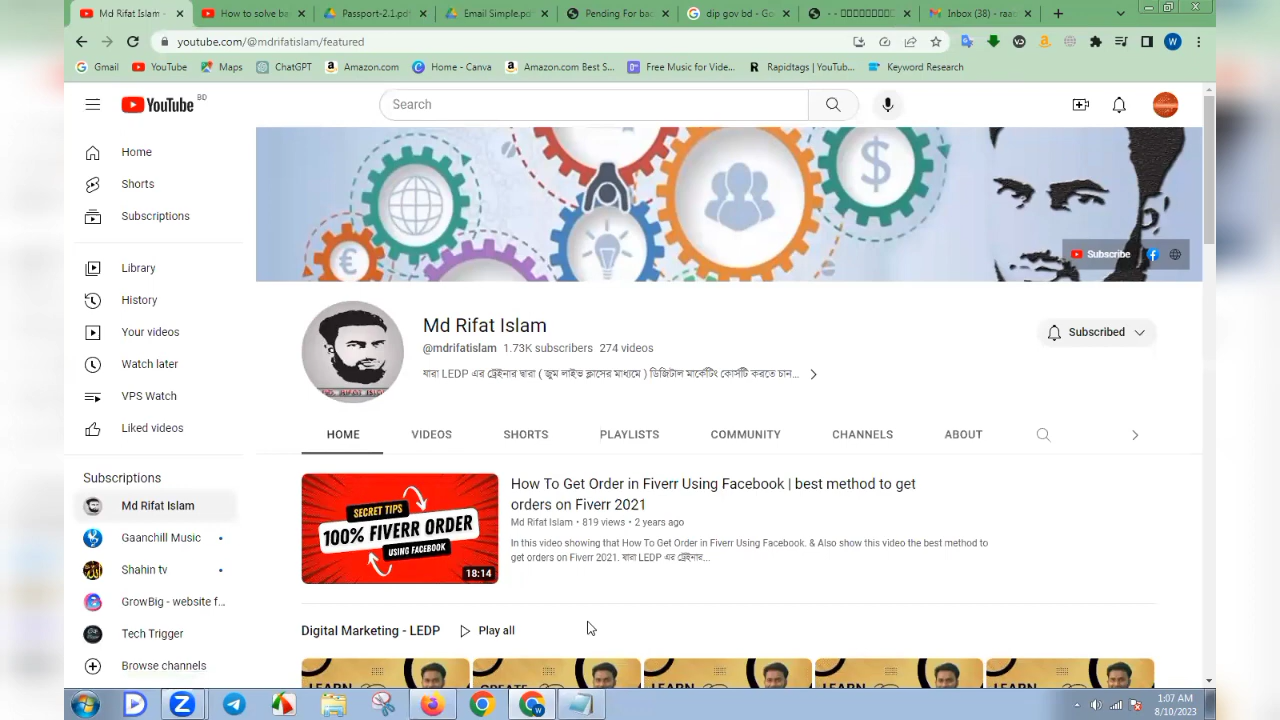 Md Rifat Islam -
How to solve ba
Passport-2.1.pdf
Email Simple.pd
Pending For bac
dip gov bd - Go
Inbox (38) - raa
youtube.com/@mdrifatislam/featured
Gmail
YouTube
Maps
ChatGPT
Amazon.com
Home - Canva
Amazon.com Best S...
Free Music for Vide...
Rapidtags | YouTub...
Keyword Research
YouTube BD
Search
Home
Shorts
Subscriptions
Library
History
Your videos
Watch later
VPS Watch
Liked videos
Subscriptions
Md Rifat Islam
Gaanchill Music
Shahin tv
GrowBig - website f...
Tech Trigger
Browse channels
Subscribe
Md Rifat Islam
@mdrifatislam 1.73K subscribers 274 videos
যারা LEDP এর ট্রেইনার দ্বারা ( জুম লাইভ ক্লাসের মাধ্যমে ) ডিজিটাল মার্কেটিং কোর্সটি করতে চান...
Subscribed
HOME VIDEOS SHORTS PLAYLISTS COMMUNITY CHANNELS ABOUT
SECRET TIPS
100% FIVERR ORDER
USING FACEBOOK
18:14
How To Get Order in Fiverr Using Facebook | best method to get
orders on Fiverr 2021
Md Rifat Islam • 819 views • 2 years ago
In this video showing that How To Get Order in Fiverr Using Facebook. & Also show this video the best method to
get orders on Fiverr 2021. যারা LEDP এর ট্রেইনার...
Digital Marketing - LEDP Play all
1:07 AM
8/10/2023